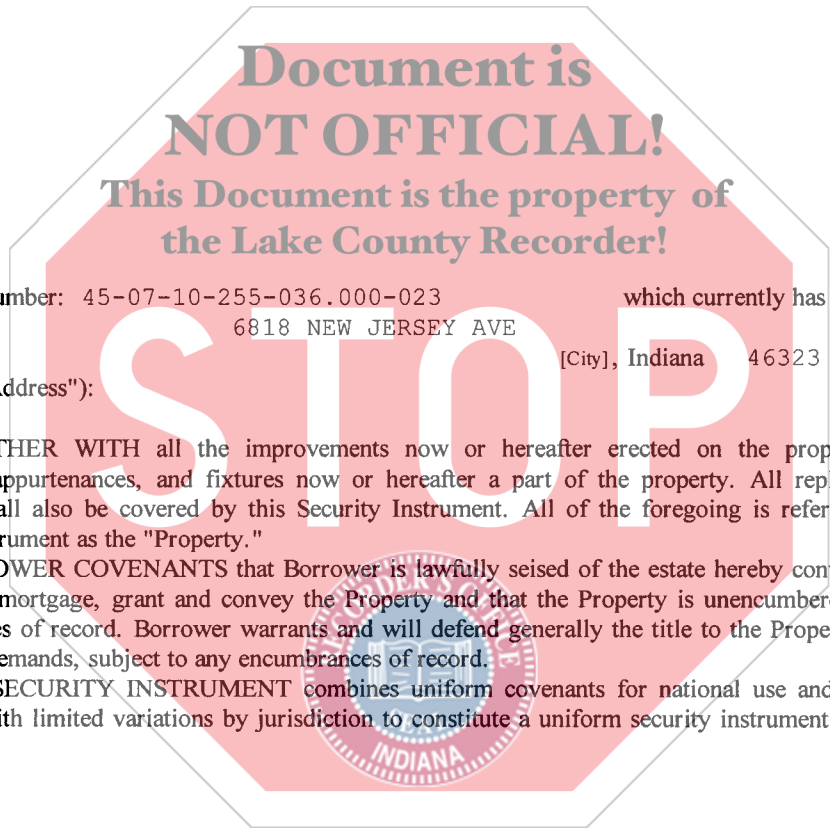 Document is
NOT OFFICIAL!
This Document is the property of
the Lake County Recorder!
umber: 45-07-10-255-036.000-023 which currently has
6818 NEW JERSEY AVE
[City], Indiana 46323
ddress"):
THER WITH all the improvements now or hereafter erected on the prop
appurtenances, and fixtures now or hereafter a part of the property. All repl
all also be covered by this Security Instrument. All of the foregoing is refer
rument as the "Property."
OWER COVENANTS that Borrower is lawfully seised of the estate hereby con
mortgage, grant and convey the Property and that the Property is unencumber
es of record. Borrower warrants and will defend generally the title to the Prope
emands, subject to any encumbrances of record.
SECURITY INSTRUMENT combines uniform covenants for national use and
ith limited variations by jurisdiction to constitute a uniform security instrument
STOP
RECORDER'S OFFICE
INDIANA